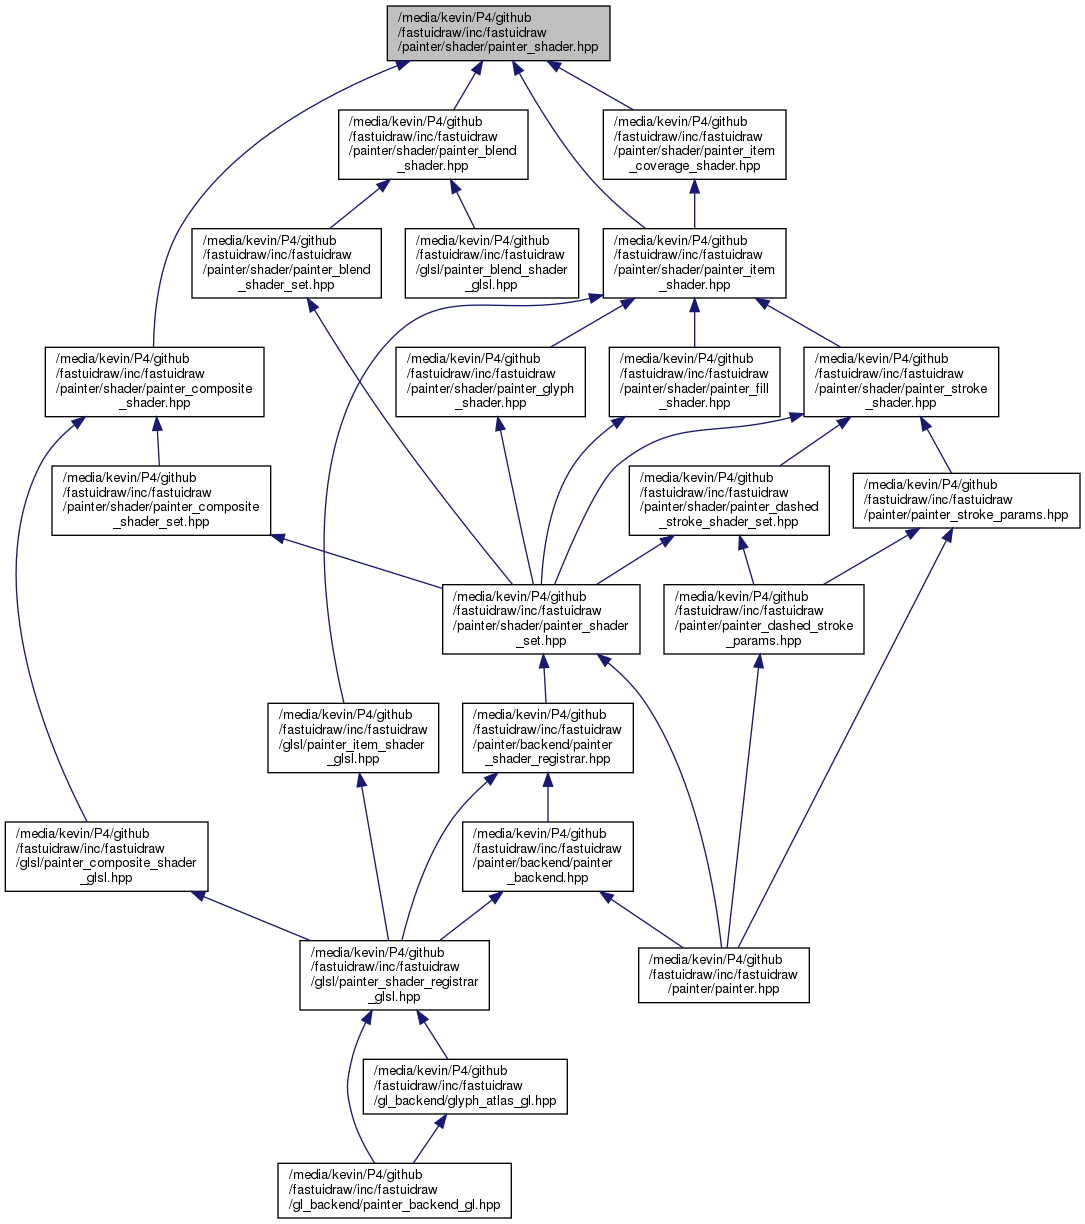 /media/kevin/P4/github
/fastuidraw/inc/fastuidraw
/painter/shader/painter_shader.hpp
/media/kevin/P4/github
/fastuidraw/inc/fastuidraw
/painter/shader/painter_blend
_shader.hpp
/media/kevin/P4/github
/fastuidraw/inc/fastuidraw
/painter/shader/painter_item
_coverage_shader.hpp
/media/kevin/P4/github
/fastuidraw/inc/fastuidraw
/painter/shader/painter_blend
_shader_set.hpp
/media/kevin/P4/github
/fastuidraw/inc/fastuidraw
/glsl/painter_blend_shader
_glsl.hpp
/media/kevin/P4/github
/fastuidraw/inc/fastuidraw
/painter/shader/painter_item
_shader.hpp
/media/kevin/P4/github
/fastuidraw/inc/fastuidraw
/painter/shader/painter_composite
_shader.hpp
/media/kevin/P4/github
/fastuidraw/inc/fastuidraw
/painter/shader/painter_glyph
_shader.hpp
/media/kevin/P4/github
/fastuidraw/inc/fastuidraw
/painter/shader/painter_fill
_shader.hpp
/media/kevin/P4/github
/fastuidraw/inc/fastuidraw
/painter/shader/painter_stroke
_shader.hpp
/media/kevin/P4/github
/fastuidraw/inc/fastuidraw
/painter/shader/painter_composite
_shader_set.hpp
/media/kevin/P4/github
/fastuidraw/inc/fastuidraw
/painter/shader/painter_dashed
_stroke_shader_set.hpp
/media/kevin/P4/github
/fastuidraw/inc/fastuidraw
/painter/painter_stroke_params.hpp
/media/kevin/P4/github
/fastuidraw/inc/fastuidraw
/painter/shader/painter_shader
_set.hpp
/media/kevin/P4/github
/fastuidraw/inc/fastuidraw
/painter/painter_dashed_stroke
_params.hpp
/media/kevin/P4/github
/fastuidraw/inc/fastuidraw
/glsl/painter_item_shader
_glsl.hpp
/media/kevin/P4/github
/fastuidraw/inc/fastuidraw
/painter/backend/painter
_shader_registrar.hpp
/media/kevin/P4/github
/fastuidraw/inc/fastuidraw
/glsl/painter_composite_shader
_glsl.hpp
/media/kevin/P4/github
/fastuidraw/inc/fastuidraw
/painter/backend/painter
_backend.hpp
/media/kevin/P4/github
/fastuidraw/inc/fastuidraw
/glsl/painter_shader_registrar
_glsl.hpp
/media/kevin/P4/github
/fastuidraw/inc/fastuidraw
/painter/painter.hpp
/media/kevin/P4/github
/fastuidraw/inc/fastuidraw
/gl_backend/glyph_atlas_gl.hpp
/media/kevin/P4/github
/fastuidraw/inc/fastuidraw
/gl_backend/painter_backend_gl.hpp